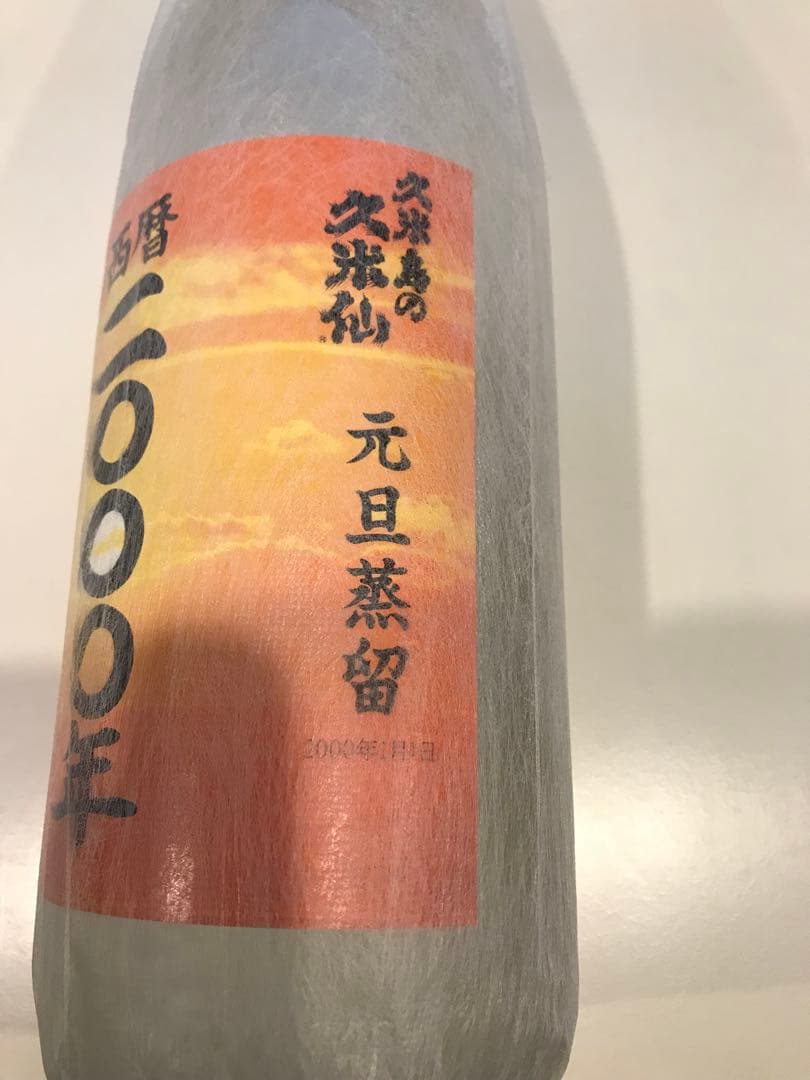 久米島の
久米仙®
元旦蒸留
2000年1月1日
西暦二〇〇〇年